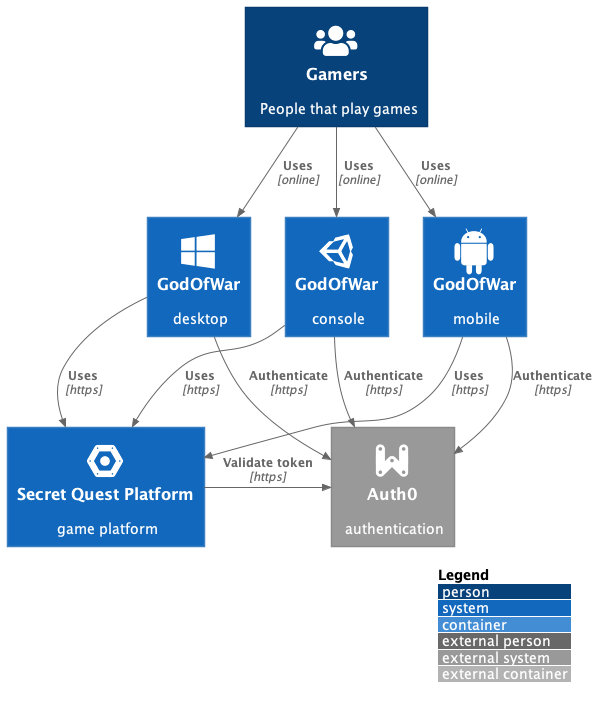 Gamers
People that play games
Uses
[online]
Uses
[online]
Uses
[online]
GodOfWar
desktop
GodOfWar
console
GodOfWar
mobile
Uses
[https]
Uses
[https]
Authenticate
[https]
Authenticate
[https]
Uses
[https]
Authenticate
[https]
Secret Quest Platform
game platform
Validate token
[https]
Auth0
authentication
Legend
person
system
container
external person
external system
external container